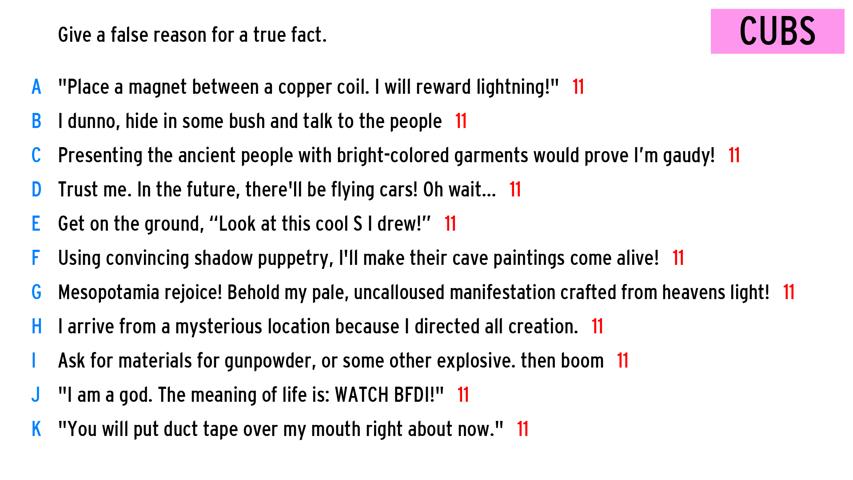 Give a false reason for a true fact.
CUBS
A "Place a magnet between a copper coil. I will reward lightning!" 11
B I dunno, hide in some bush and talk to the people 11
C Presenting the ancient people with bright-colored garments would prove I'm gaudy! 11
D Trust me. In the future, there'll be flying cars! Oh wait... 11
E Get on the ground, “Look at this cool S I drew!” 11
F Using convincing shadow puppetry, I'll make their cave paintings come alive! 11
G Mesopotamia rejoice! Behold my pale, uncalloused manifestation crafted from heavens light! 11
H I arrive from a mysterious location because I directed all creation. 11
I Ask for materials for gunpowder, or some other explosive. then boom 11
J "I am a god. The meaning of life is: WATCH BFDI!" 11
K "You will put duct tape over my mouth right about now." 11